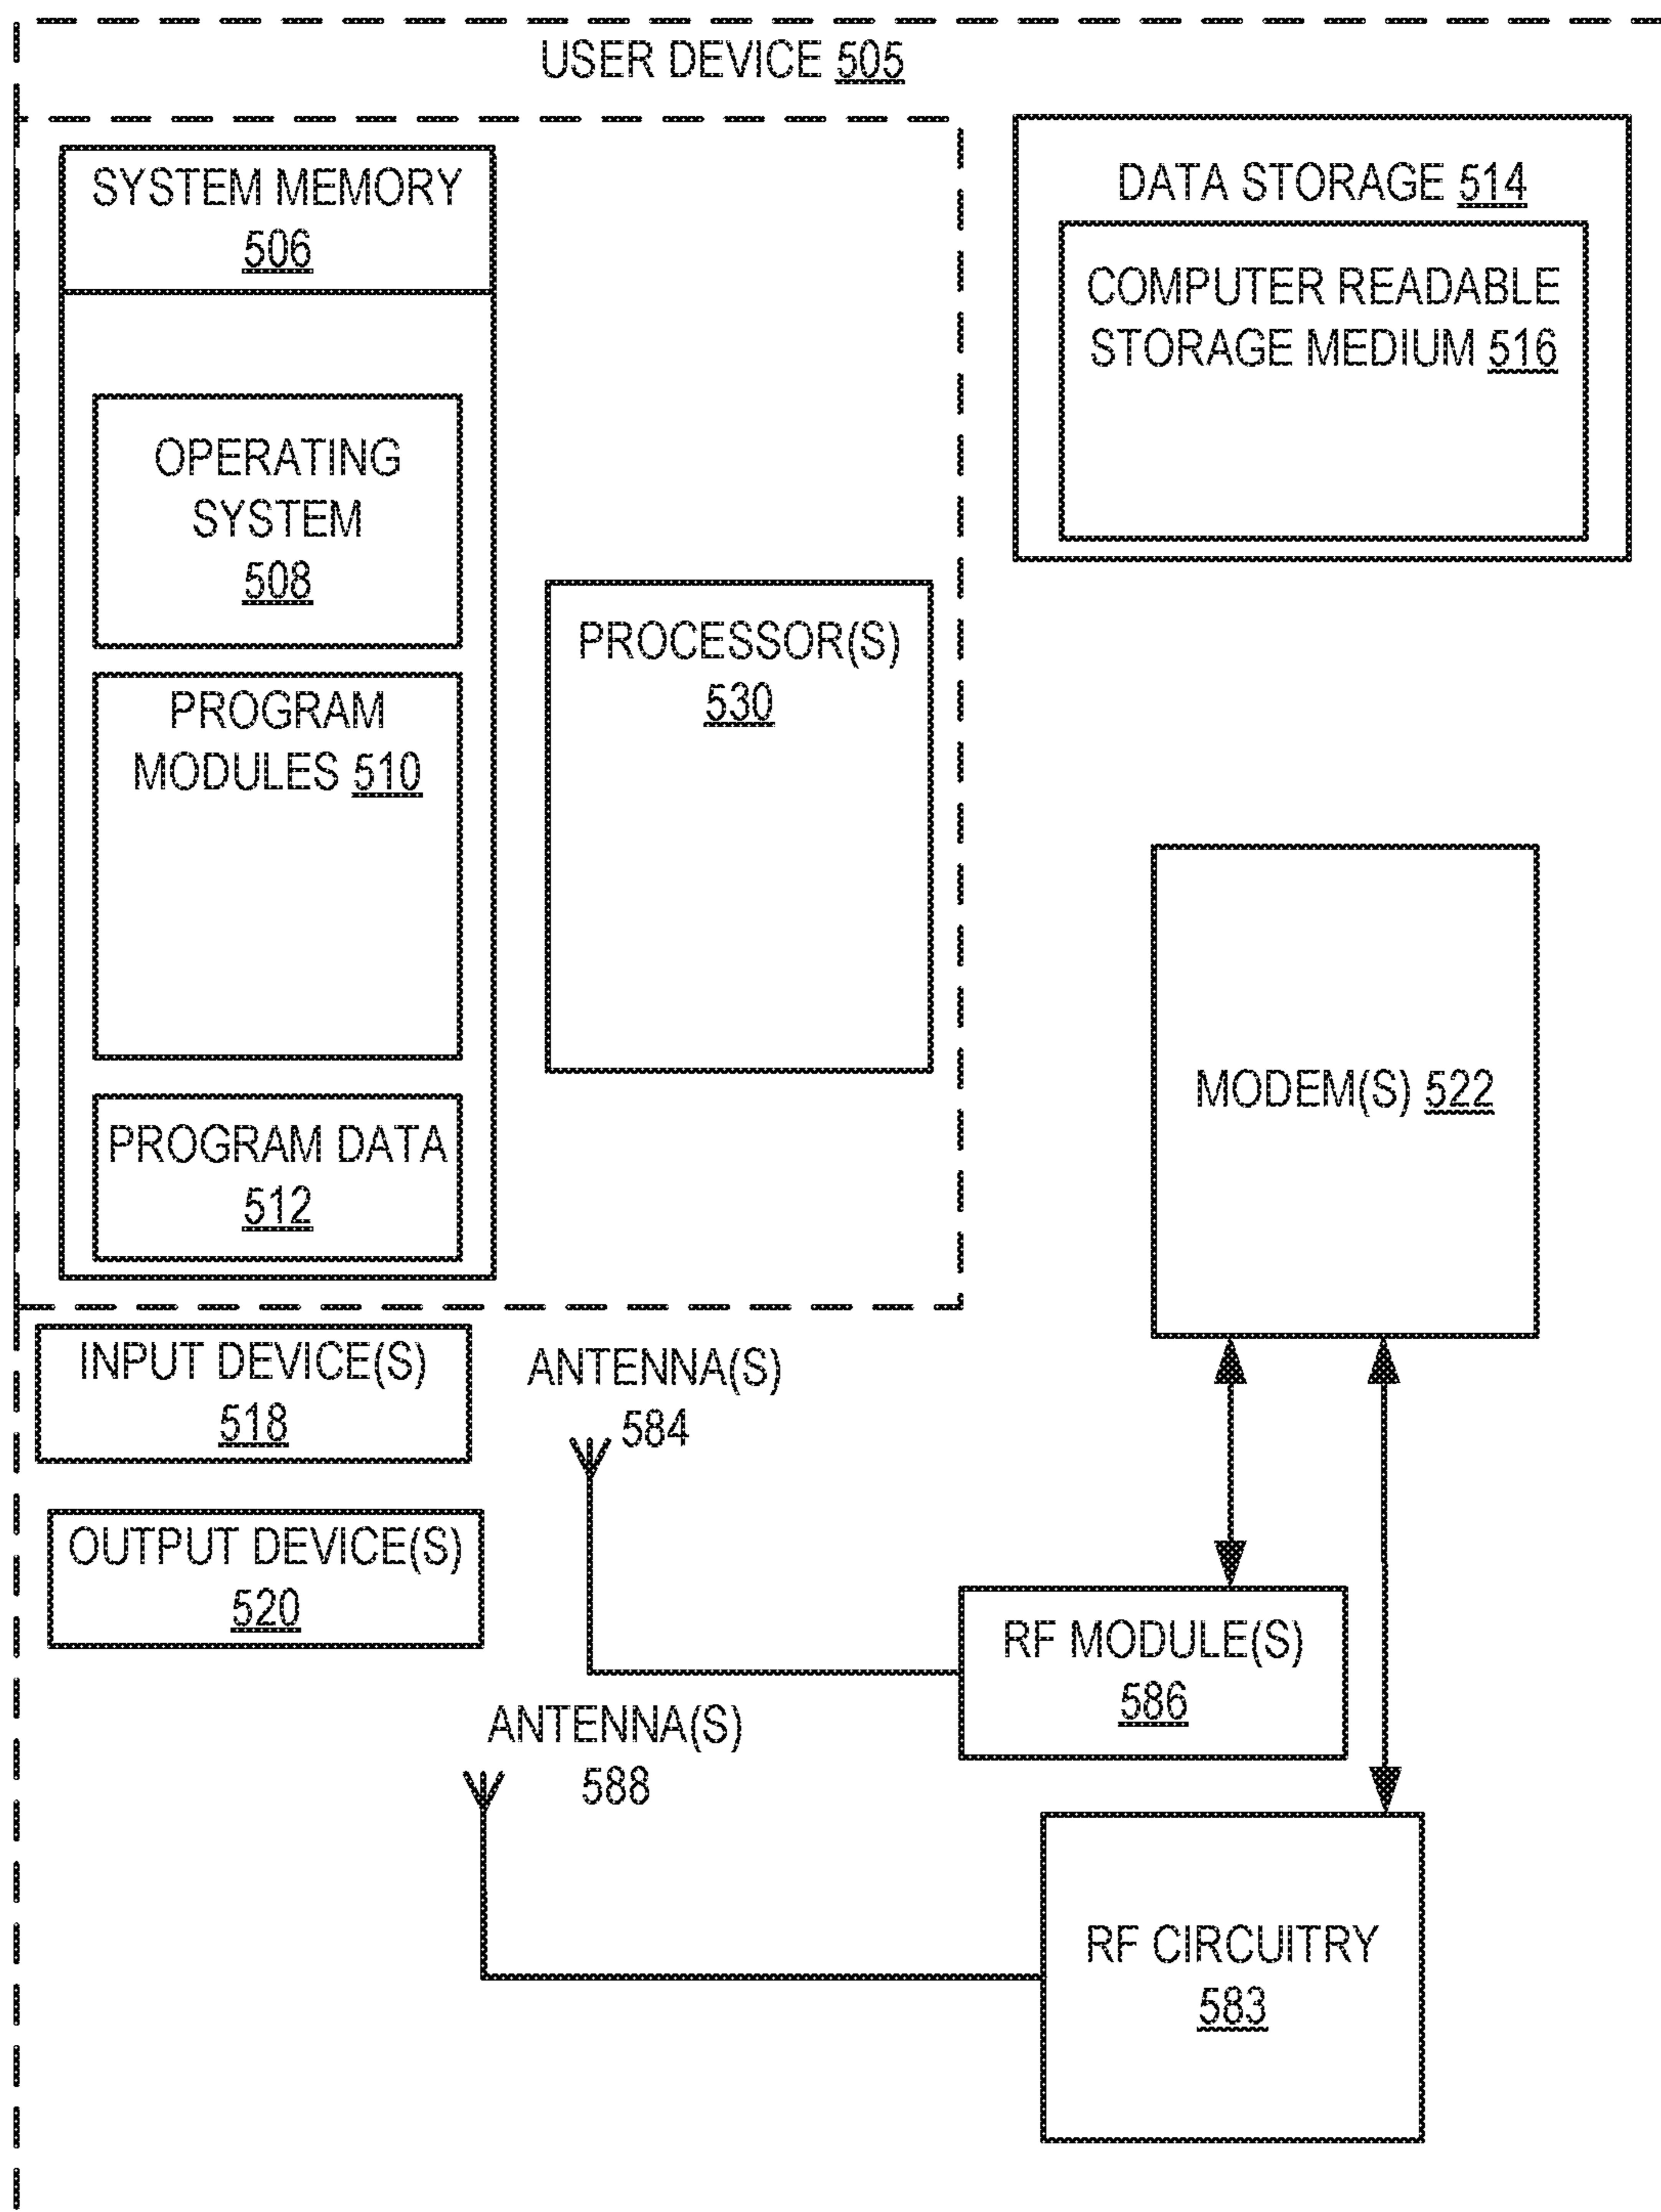 USER DEVICE 505
SYSTEM MEMORY
506
OPERATING
SYSTEM
508
PROGRAM
MODULES 510
PROGRAM DATA
512
PROCESSOR(S)
530
DATA STORAGE 514
COMPUTER READABLE
STORAGE MEDIUM 516
MODEM(S) 522
INPUT DEVICE(S)
518
OUTPUT DEVICE(S)
520
ANTENNA(S)
584
RF MODULE(S)
586
ANTENNA(S)
588
RF CIRCUITRY
583